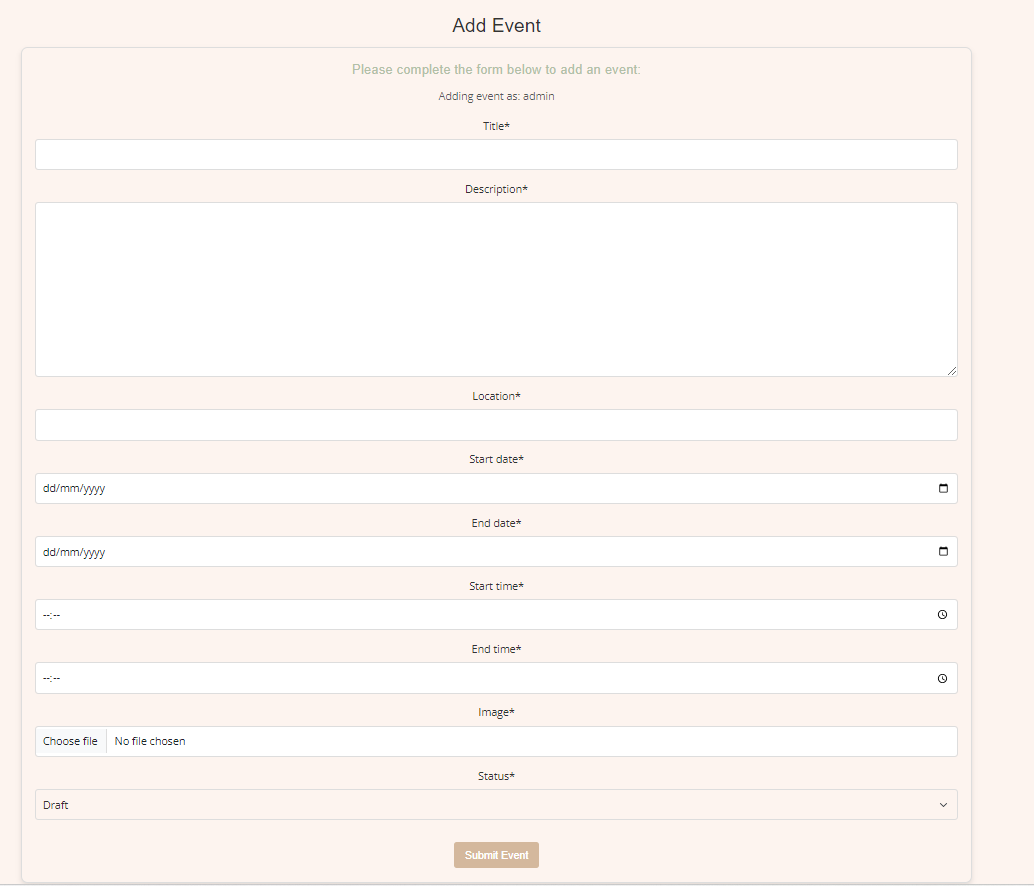 Add Event
Please complete the form below to add an event:
Adding event as: admin
Title*
Description*
Location*
Start date*
dd/mm/yyyy
End date*
dd/mm/yyyy
Start time*
--:--
End time*
--:--
Image*
Choose file No file chosen
Status*
Draft
Submit Event